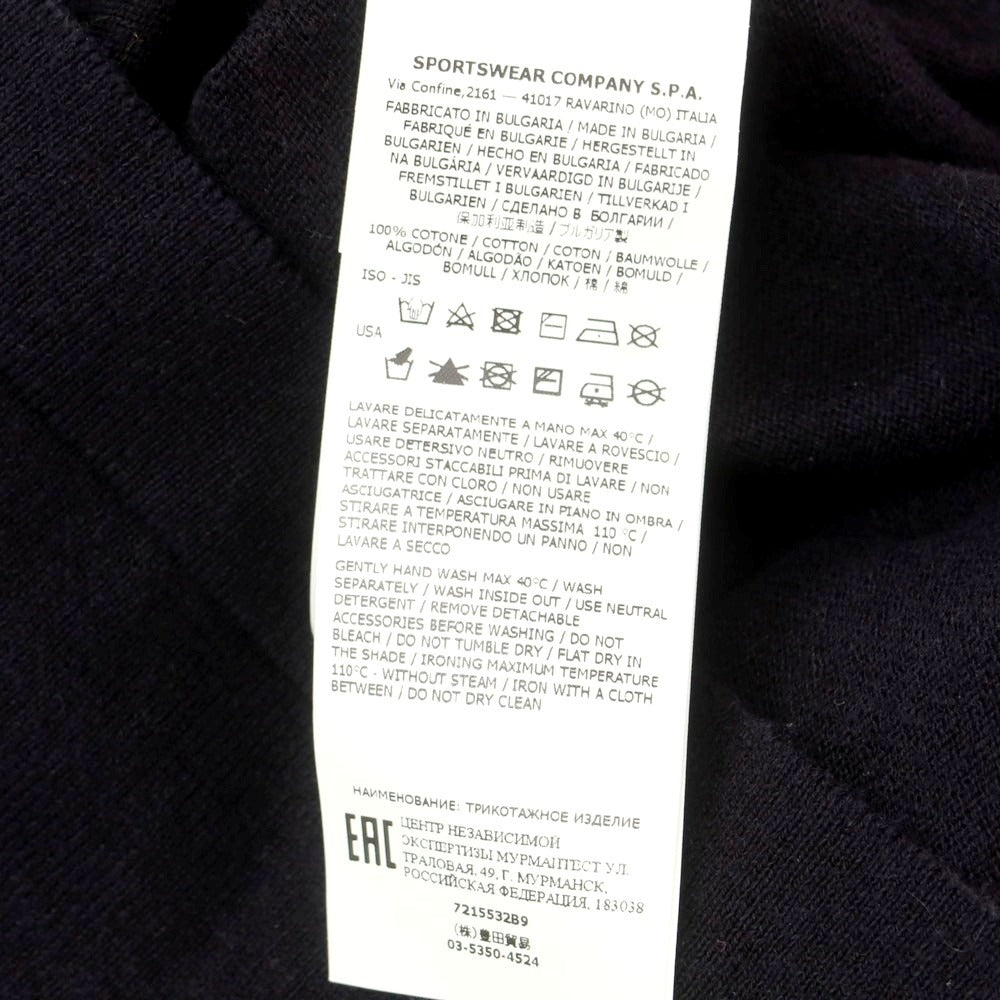 SPORTSWEAR COMPANY S.P.A.
Via Confine,2161 — 41017 RAVARINO (MO) ITALIA
FABBRICATO IN BULGARIA / MADE IN BULGARIA /
FABRIQUÉ EN BULGARIE / HERGESTELLT IN
BULGARIEN / HECHO EN BULGARIA / FABRICADO
NA BULGÁRIA / VERVAARDIGD IN BULGARIJE /
FREMSTILLET I BULGARIEN / TILLVERKAD I
BULGARIEN / СДЕЛАНО В БОЛГАРИИ /
保加利亚制造 / ブルガリア製
100% COTONE / COTTON / COTON / BAUMWOLLE /
ALGODÓN / ALGODÃO / KATOEN / BOMULD /
BOMULL / ХЛОПОК / 棉 / 綿
ISO - JIS
USA
LAVARE DELICATAMENTE A MANO MAX 40°C /
LAVARE SEPARATAMENTE / LAVARE A ROVESCIO /
USARE DETERSIVO NEUTRO / RIMUOVERE
ACCESSORI STACCABILI PRIMA DI LAVARE / NON
TRATTARE CON CLORO / NON USARE
ASCIUGATRICE / ASCIUGARE IN PIANO IN OMBRA /
STIRARE A TEMPERATURA MASSIMA 110 °C /
STIRARE INTERPONENDO UN PANNO / NON
LAVARE A SECCO
GENTLY HAND WASH MAX 40°C / WASH
SEPARATELY / WASH INSIDE OUT / USE NEUTRAL
DETERGENT / REMOVE DETACHABLE
ACCESSORIES BEFORE WASHING / DO NOT
BLEACH / DO NOT TUMBLE DRY / FLAT DRY IN
THE SHADE / IRONING MAXIMUM TEMPERATURE
110°C - WITHOUT STEAM / IRON WITH A CLOTH
BETWEEN / DO NOT DRY CLEAN
НАИМЕНОВАНИЕ: ТРИКОТАЖНОЕ ИЗДЕЛИЕ
EAC
ЦЕНТР НЕЗАВИСИМОЙ
ЭКСПЕРТИЗЫ МУРМАНТЕСТ УЛ.
ТРАЛОВАЯ, 49, Г. МУРМАНСК,
РОССИЙСКАЯ ФЕДЕРАЦИЯ, 183038
7215532B9
(株)豊田貿易
03-5350-4524